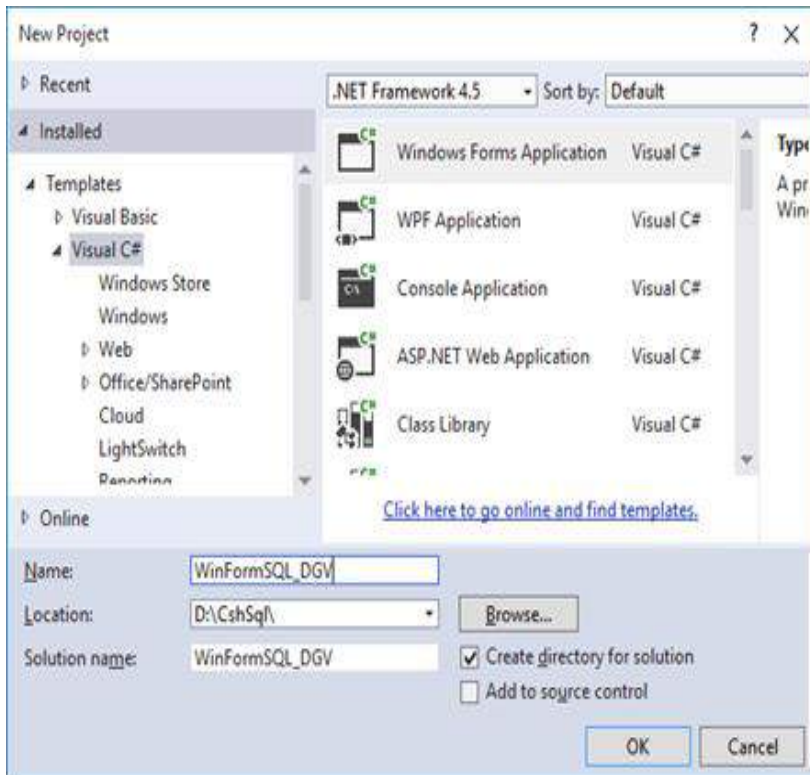 New Project
? X
Recent
.NET Framework 4.5 Sort by: Default
Installed
Templates
Visual Basic
Visual C#
Windows Store
Windows
Web
Office/SharePoint
Cloud
LightSwitch
Reporting
Online
C# Windows Forms Application Visual C#
C# WPF Application Visual C#
C# C:\ Console Application Visual C#
C# ASP.NET Web Application Visual C#
C# Class Library Visual C#
C#
Click here to go online and find templates.
Type
A pr
Win
Name: WinFormSQL_DGV
Location: D:\CshSql\ Browse...
Solution name: WinFormSQL_DGV
Create directory for solution
Add to source control
OK Cancel